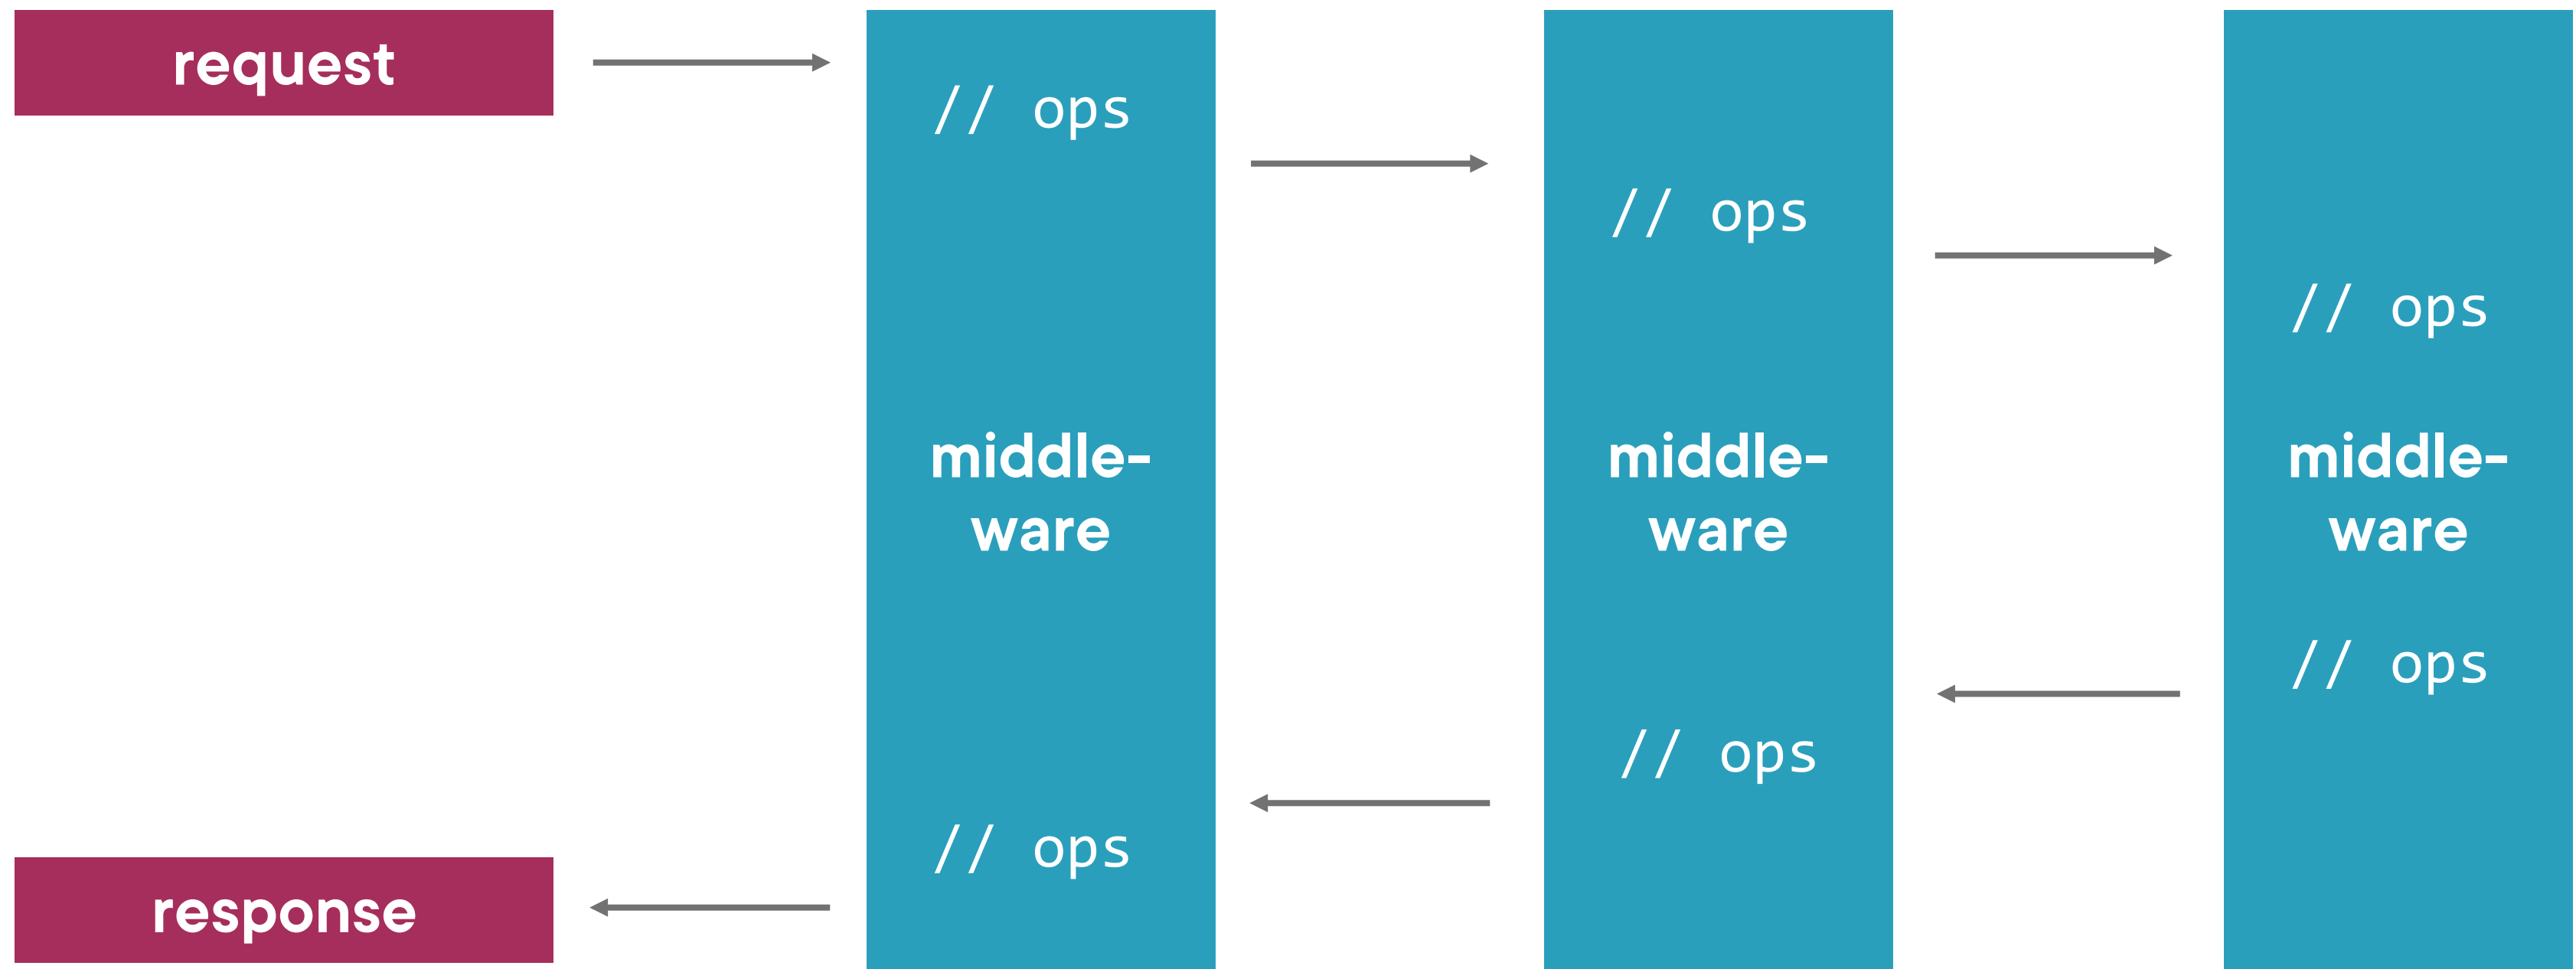 request
// ops
// ops
// ops
middle-
ware
middle-
ware
middle-
ware
// ops
// ops
// ops
response